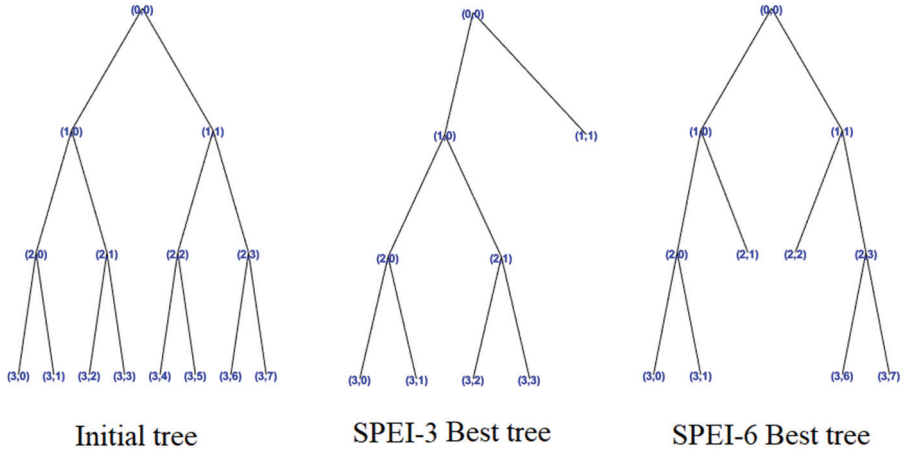 (0;0) (0;0) (0;0)
(1;0) (1;1) (1;0) (1;1) (1;0) (1;1)
(2;0) (2;1) (2;2) (2;3) (2;0) (2;1) (2;0) (2;1) (2;2) (2;3)
(3;0) (3;1) (3;2) (3;3) (3;4) (3;5) (3;6) (3;7) (3;0) (3;1) (3;2) (3;3) (3;0) (3;1) (3;6) (3;7)
Initial tree SPEI-3 Best tree SPEI-6 Best tree